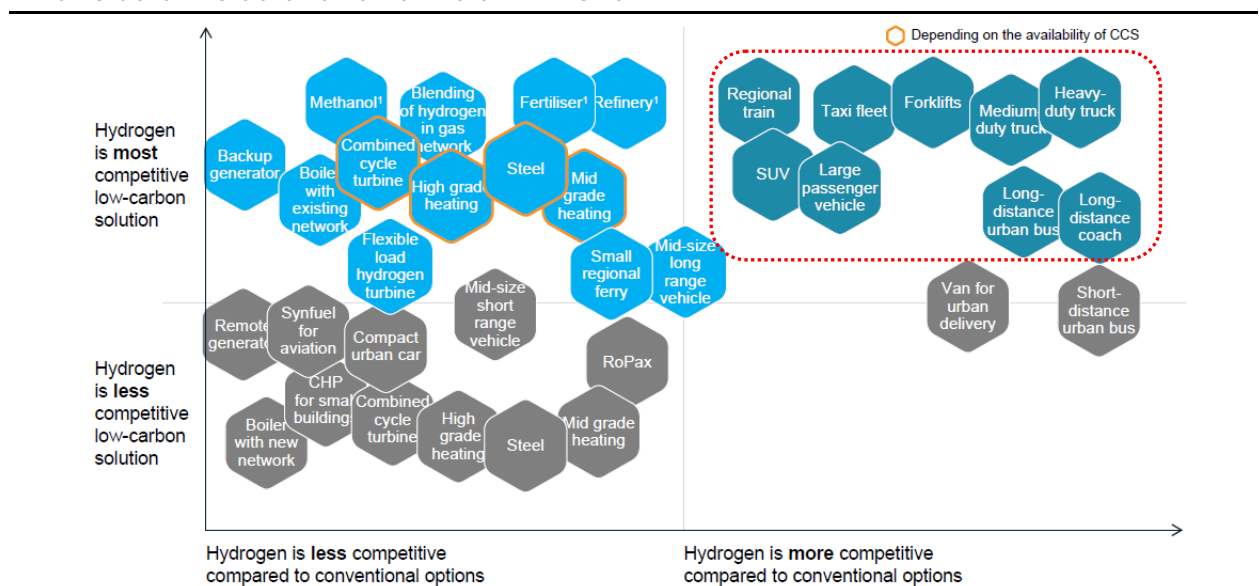 Depending on the availability of CCS
Hydrogen
is most
competitive
low-carbon
solution
Hydrogen
is less
competitive
low-carbon
solution
Methanol¹
Blending
of hydrogen
in gas
network
Fertiliser¹
Refinery¹
Backup
generator
Boiler
with
existing
network
Combined
cycle
turbine
High grade
heating
Steel
Mid
grade
heating
Flexible
load
hydrogen
turbine
Small
regional
ferry
Mid-size
long
range
vehicle
Regional
train
Taxi fleet
Forklifts
Medium
duty truck
Heavy-
duty truck
SUV
Large
passenger
vehicle
Long-
distance
urban bus
Long-
distance
coach
Remote
generator
Synfuel
for
aviation
Compact
urban car
Mid-size
short
range
vehicle
Van for
urban
delivery
Short-
distance
urban bus
RoPax
CHP
for small
buildings
Boiler
with new
network
Combined
cycle
turbine
High
grade
heating
Steel
Mid grade
heating
Hydrogen is less competitive
compared to conventional options
Hydrogen is more competitive
compared to conventional options